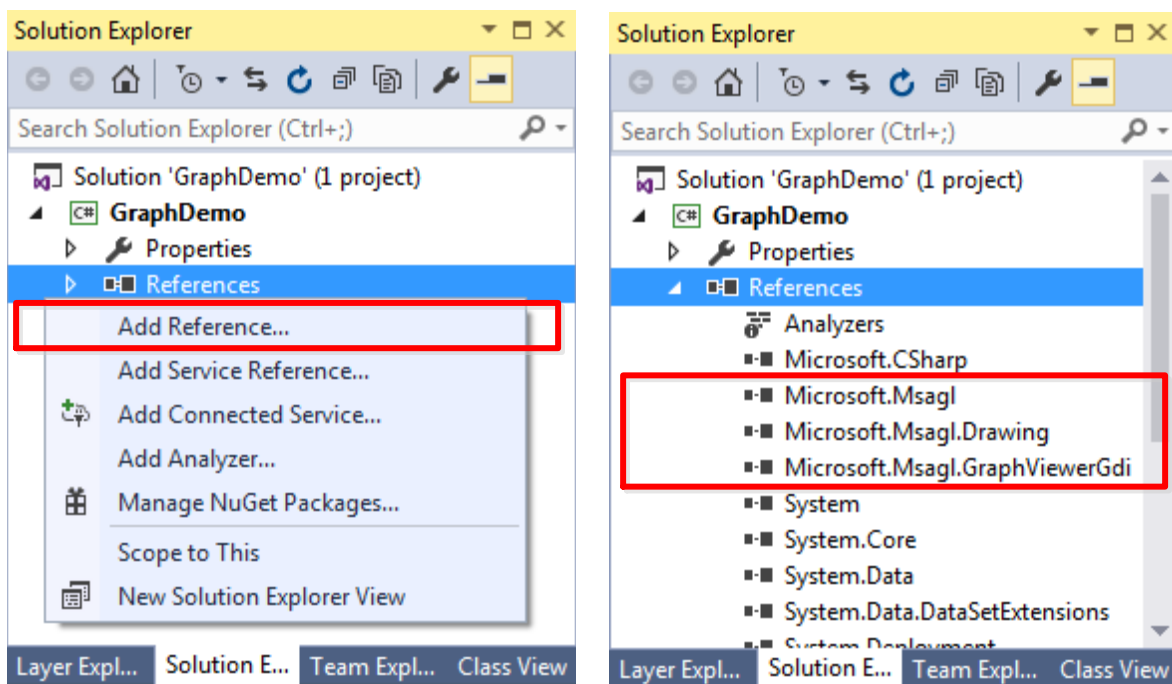 Solution Explorer
Search Solution Explorer (Ctrl+;)
Solution 'GraphDemo' (1 project)
C# GraphDemo
Properties
References
Add Reference...
Add Service Reference...
Add Connected Service...
Add Analyzer...
Manage NuGet Packages...
Scope to This
New Solution Explorer View
Layer Expl... Solution E... Team Expl... Class View
Solution Explorer
Search Solution Explorer (Ctrl+;)
Solution 'GraphDemo' (1 project)
C# GraphDemo
Properties
References
Analyzers
Microsoft.CSharp
Microsoft.Msagl
Microsoft.Msagl.Drawing
Microsoft.Msagl.GraphViewerGdi
System
System.Core
System.Data
System.Data.DataSetExtensions
System.Deployment
Layer Expl... Solution E... Team Expl... Class View